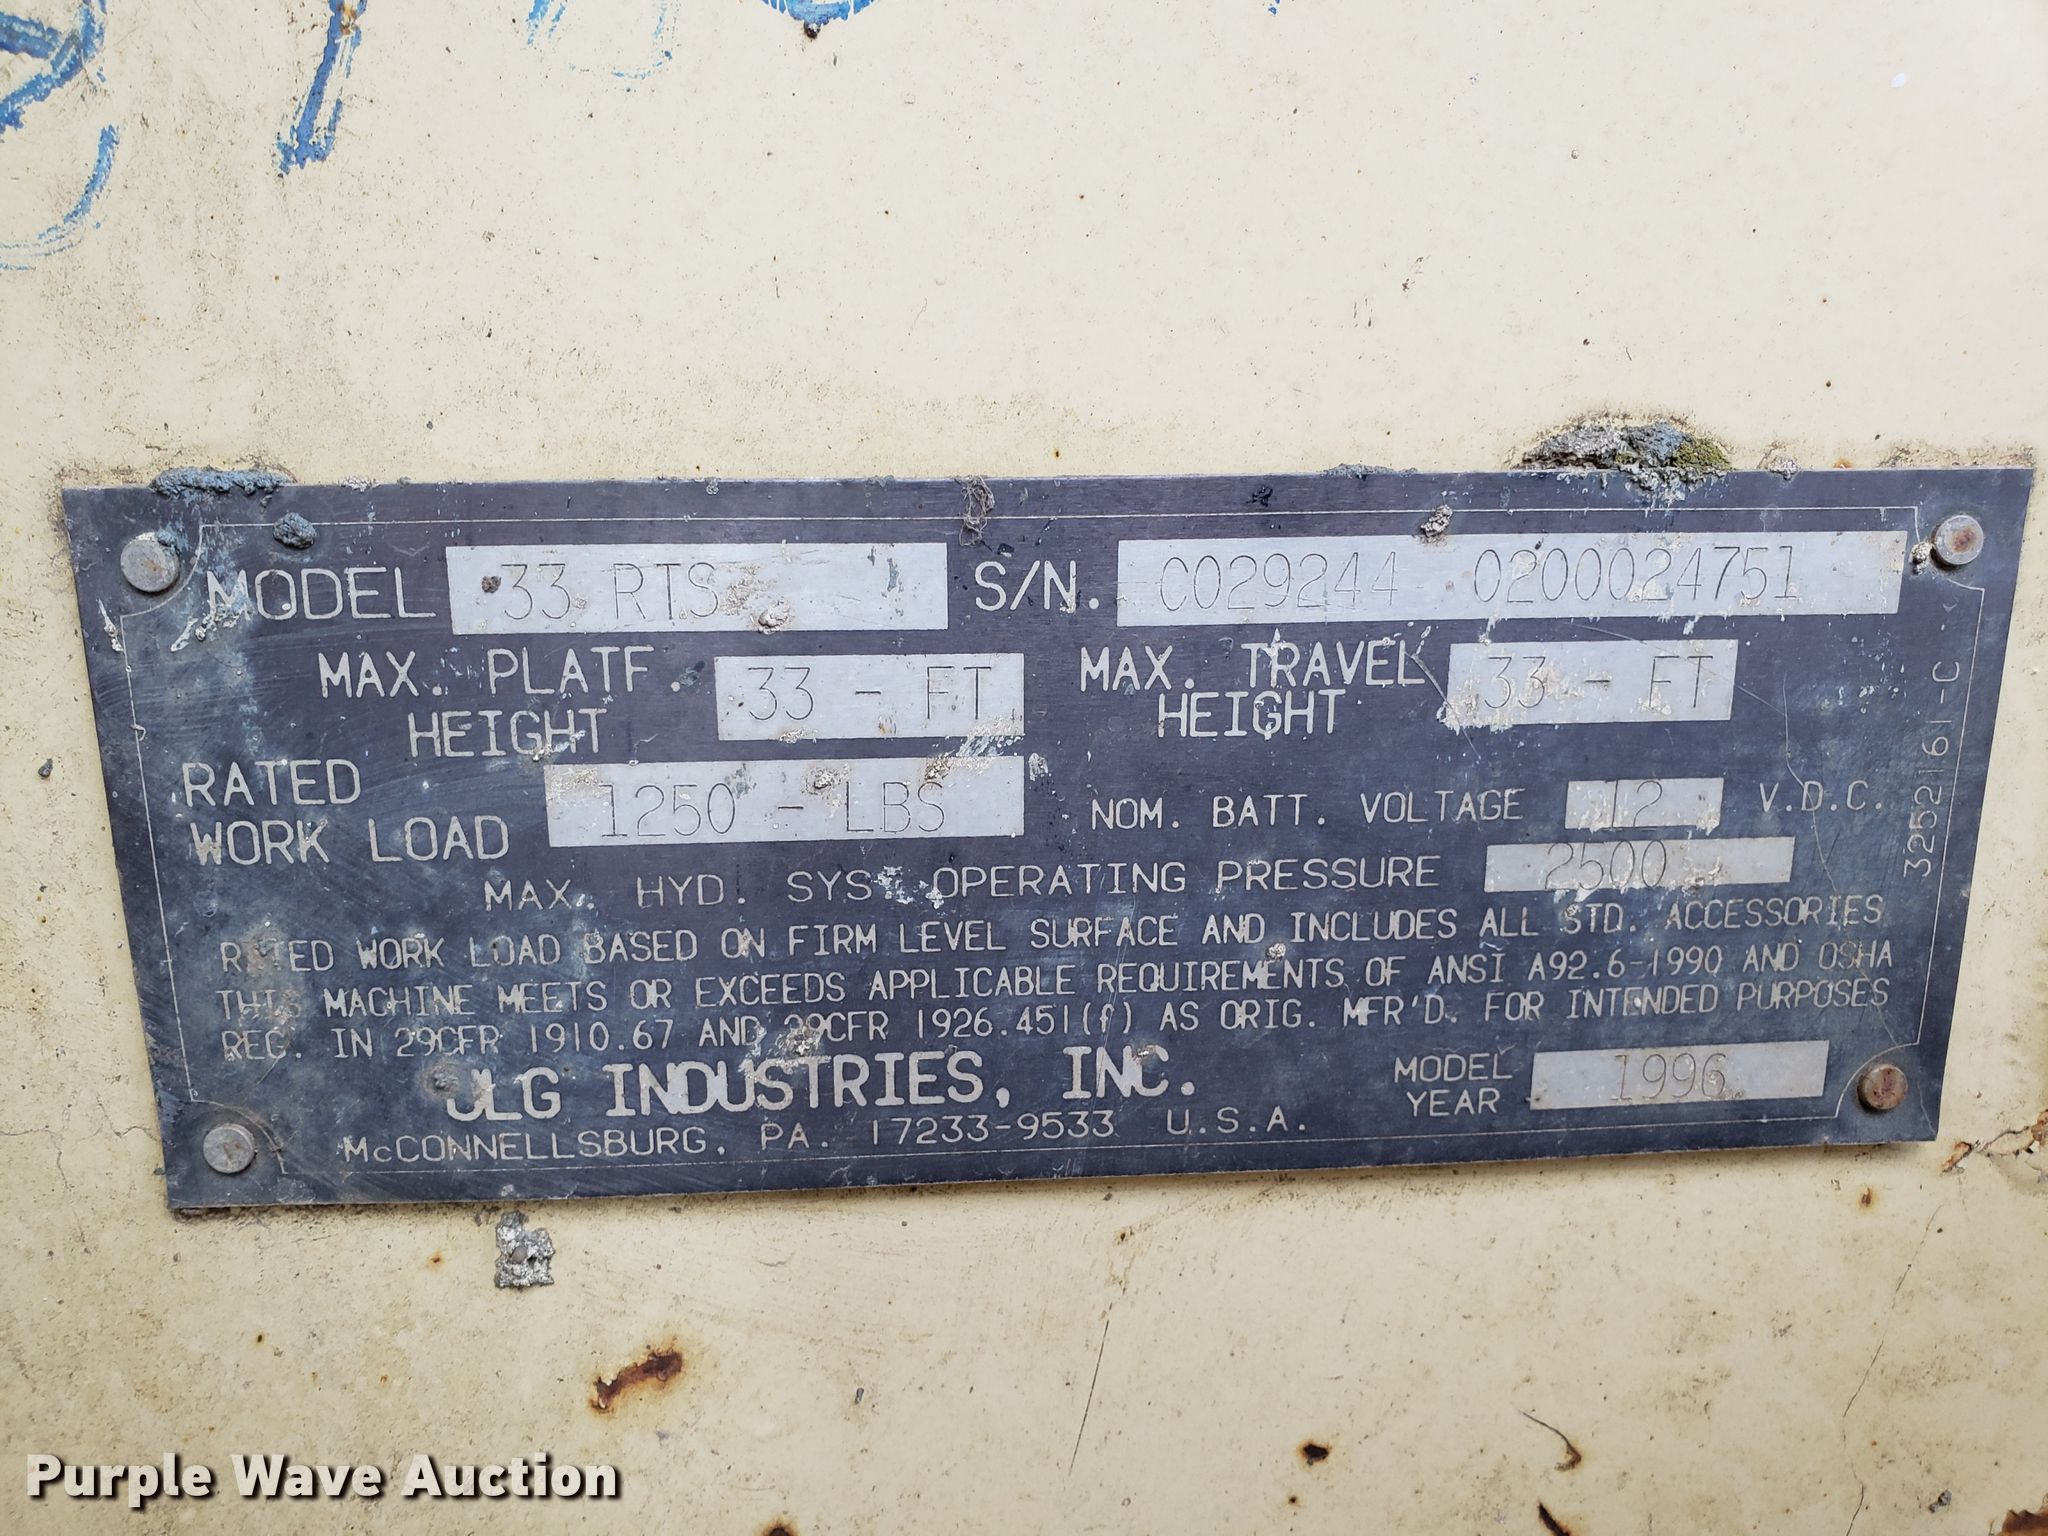 MODEL 33 RTS S/N. C029244 0200024751
MAX. PLATF. HEIGHT 33 - FT MAX. TRAVEL HEIGHT 33 - FT
RATED WORK LOAD 1250 - LBS NOM. BATT. VOLTAGE 12 V.D.C.
MAX. HYD. SYS. OPERATING PRESSURE 2500
RATED WORK LOAD BASED ON FIRM LEVEL SURFACE AND INCLUDES ALL STD. ACCESSORIES
THIS MACHINE MEETS OR EXCEEDS APPLICABLE REQUIREMENTS OF ANSI A92.6-1990 AND OSHA
REG. IN 29CFR 1910.67 AND 29CFR 1926.451(f) AS ORIG. MFR'D. FOR INTENDED PURPOSES
JLG INDUSTRIES, INC.
McCONNELLSBURG, PA. 17233-9533 U.S.A.
MODEL YEAR 1996
3252161-C
Purple Wave Auction